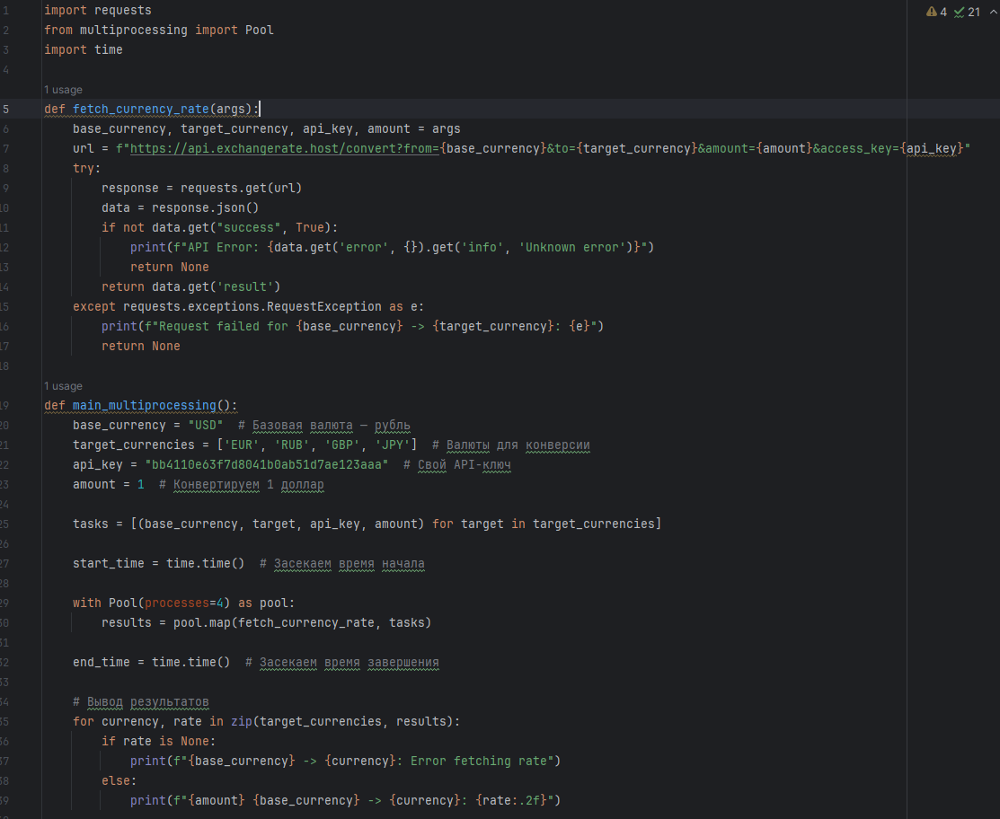 4 21
1 import requests
2 from multiprocessing import Pool
3 import time
4
1 usage
5 def fetch_currency_rate(args):
6     base_currency, target_currency, api_key, amount = args
7     url = f"https://api.exchangerate.host/convert?from={base_currency}&to={target_currency}&amount={amount}&access_key={api_key}"
8     try:
9         response = requests.get(url)
10         data = response.json()
11         if not data.get("success", True):
12             print(f"API Error: {data.get('error', {}).get('info', 'Unknown error')}")
13             return None
14         return data.get('result')
15     except requests.exceptions.RequestException as e:
16         print(f"Request failed for {base_currency} -> {target_currency}: {e}")
17         return None
18
1 usage
19 def main_multiprocessing():
20     base_currency = "USD"  # Базовая валюта — рубль
21     target_currencies = ['EUR', 'RUB', 'GBP', 'JPY']  # Валюты для конверсии
22     api_key = "bb4110e63f7d8041b0ab51d7ae123aaa"  # Свой API-ключ
23     amount = 1  # Конвертируем 1 доллар
24
25     tasks = [(base_currency, target, api_key, amount) for target in target_currencies]
26
27     start_time = time.time()  # Засекаем время начала
28
29     with Pool(processes=4) as pool:
30         results = pool.map(fetch_currency_rate, tasks)
31
32     end_time = time.time()  # Засекаем время завершения
33
34     # Вывод результатов
35     for currency, rate in zip(target_currencies, results):
36         if rate is None:
37             print(f"{base_currency} -> {currency}: Error fetching rate")
38         else:
39             print(f"{amount} {base_currency} -> {currency}: {rate:.2f}")